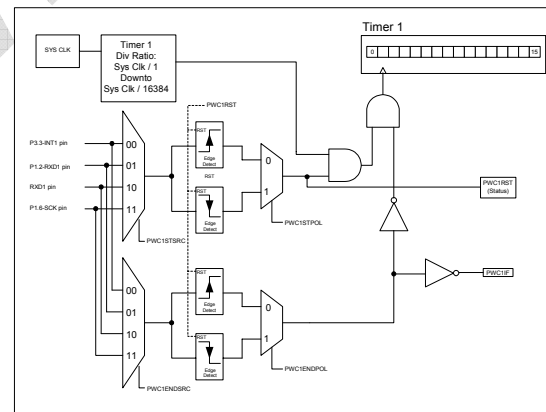 Timer 1
SYS CLK
Timer 1
Div Ratio:
Sys Clk / 1
Downto
Sys Clk / 16384
0
15
PWC1RST
P3.3-INT1 pin
P1.2-RXD1 pin
RXD1 pin
P1.6-SCK pin
00
01
10
11
RST
Edge
Detect
RST
RST
Edge
Detect
0
1
PWC1STSRC
PWC1STPOL
PWC1RST
(Status)
00
01
10
11
RST
Edge
Detect
RST
Edge
Detect
0
1
PWC1IF
PWC1ENDPOL
PWC1ENDSRC